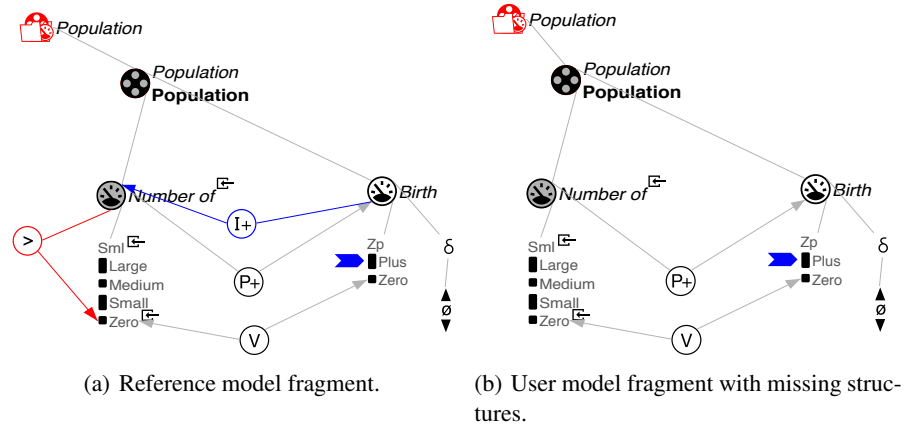 Population
Population
Population
Number of
Birth
I+
>
Sml
Large
Medium
Small
Zero
P+
Zp
Plus
Zero
δ
ø
V
(a) Reference model fragment.
Population
Population
Population
Number of
Birth
Sml
Large
Medium
Small
Zero
P+
Zp
Plus
Zero
δ
ø
V
(b) User model fragment with missing struc-
tures.